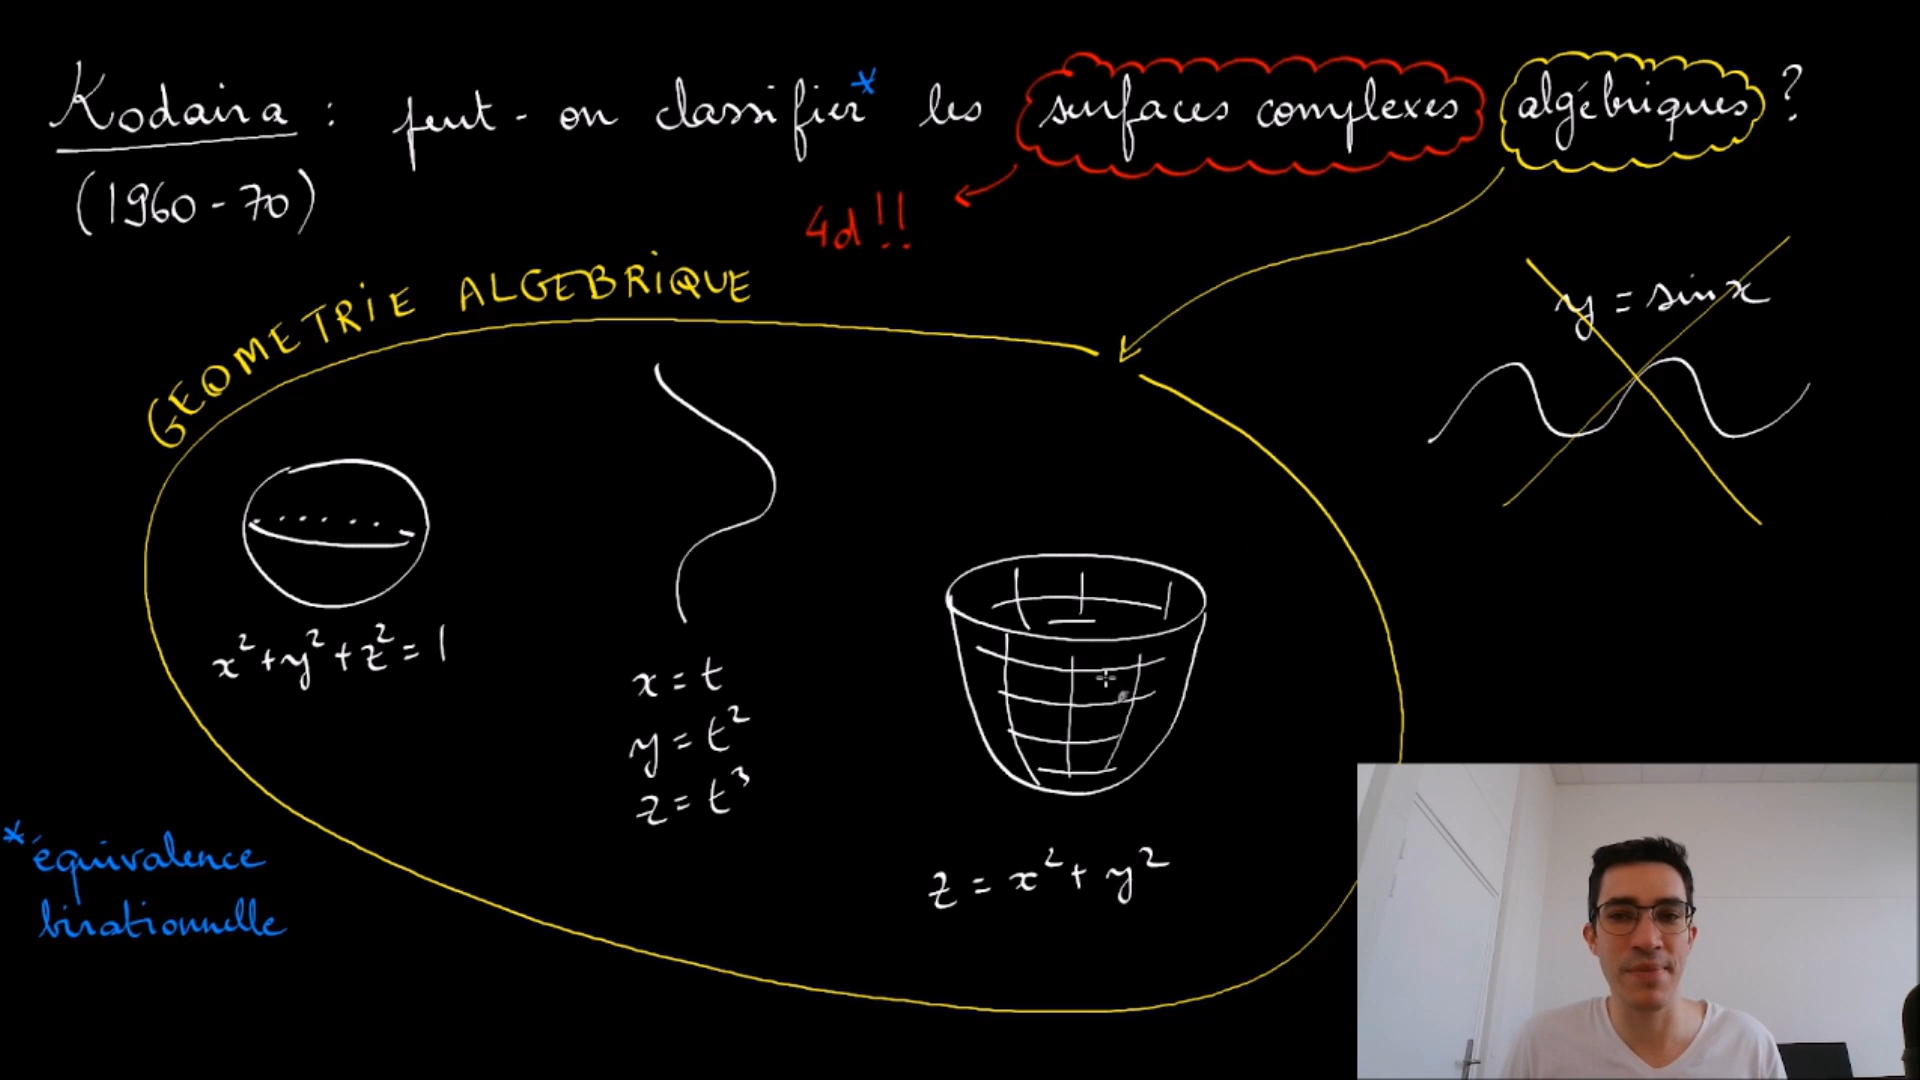 Kodaira : peut-on classifier* les surfaces complexes algébriques ?
(1960-70)
4d!!
GEOMETRIE ALGEBRIQUE
y = sin x
x²+y²+z²=1
x = t
y = t²
z = t³
z = x²+ y²
*équivalence
birationnelle